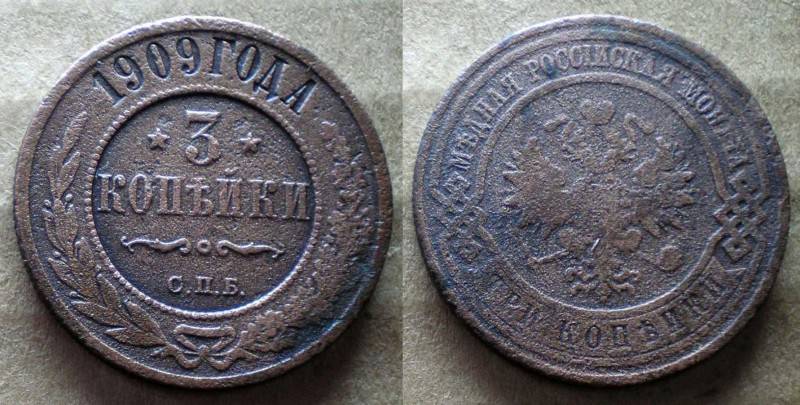 1909 ГОДА
3
КОПѢЙКИ
С.П.Б.
МѢДНАЯ РОССІЙСКАЯ МОНЕТА
ТРИ КОПѢЙКИ